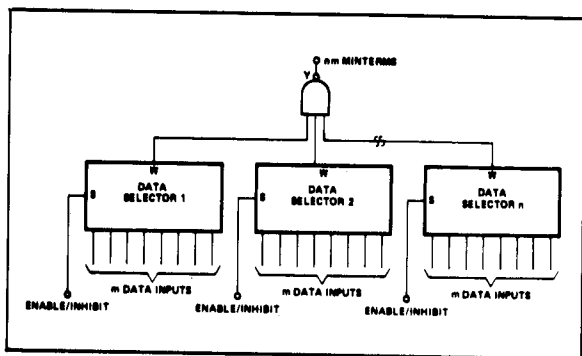 nm MINTERMS
Y
W
DATA
SELECTOR 1
S
W
DATA
SELECTOR 2
S
W
DATA
SELECTOR n
S
m DATA INPUTS
m DATA INPUTS
m DATA INPUTS
ENABLE/INHIBIT
ENABLE/INHIBIT
ENABLE/INHIBIT